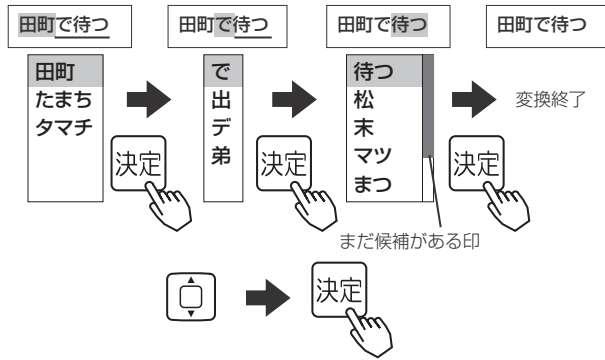 田町で待つ
田町で待つ
田町で待つ
田町で待つ
田町
たまち
タマチ
決定
で
出
デ
弟
決定
待つ
松
末
マツ
まつ
決定
変換終了
まだ候補がある印
決定